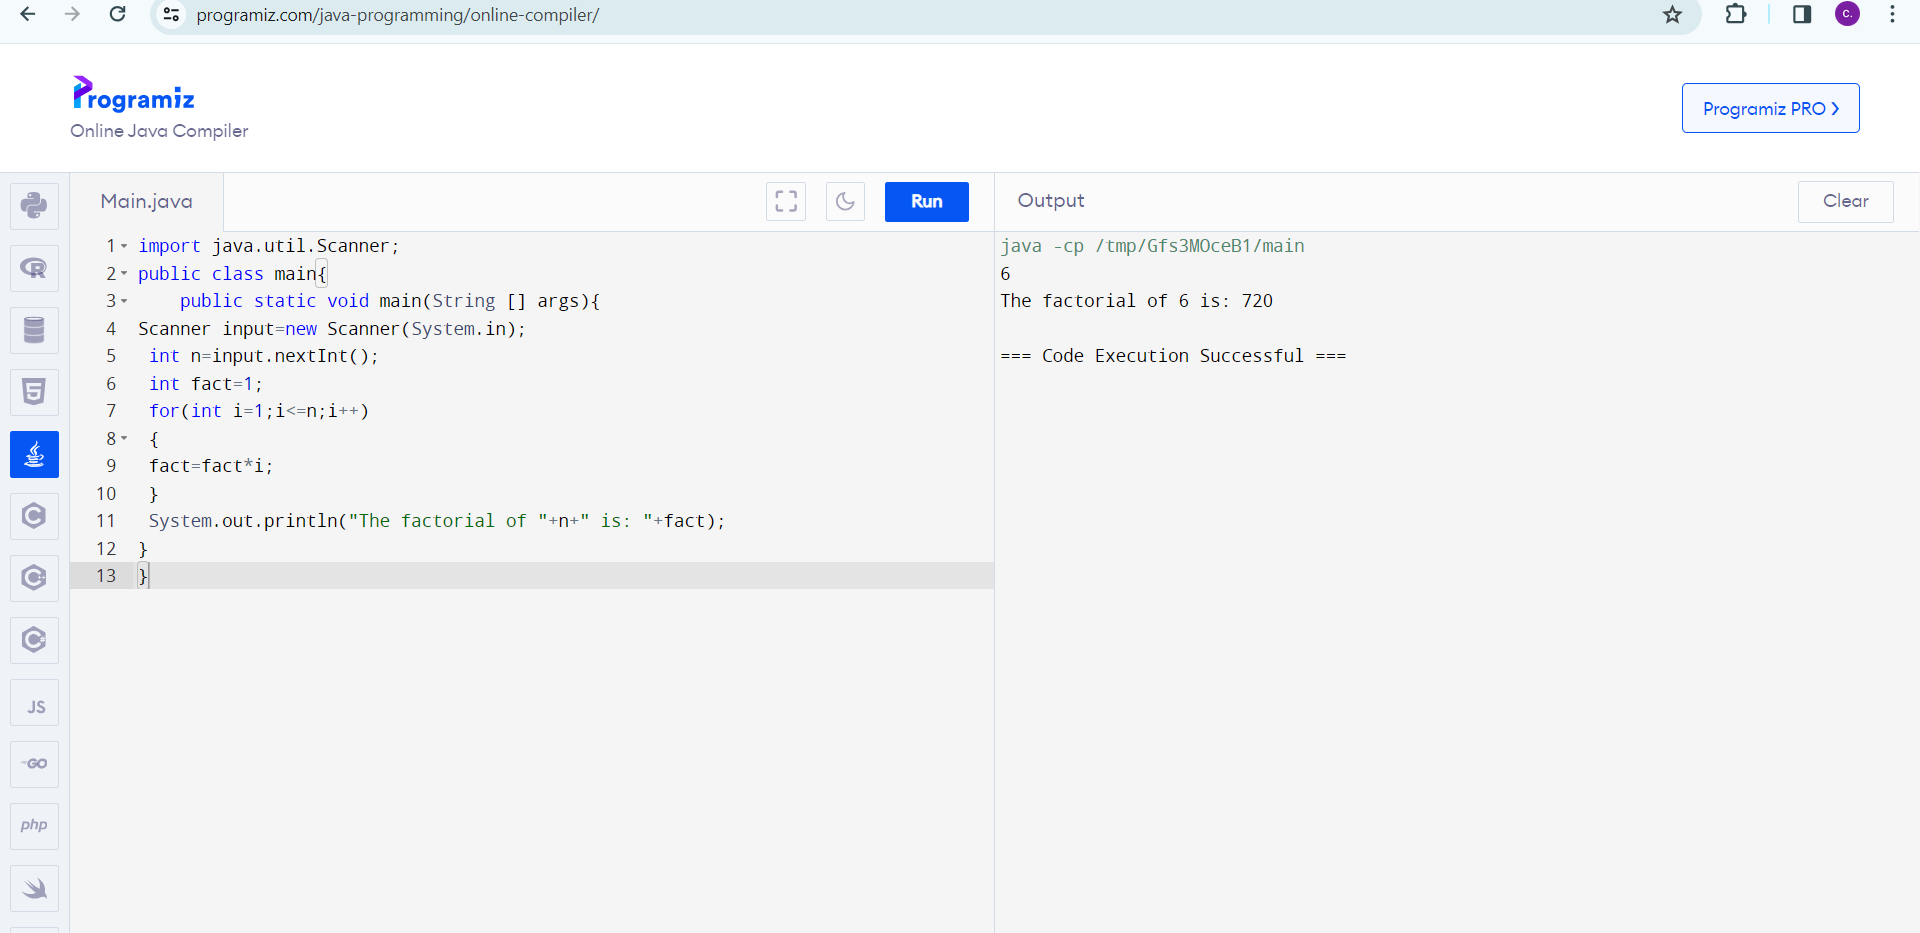 programiz.com/java-programming/online-compiler/
c.
Programiz
Online Java Compiler
Programiz PRO
Main.java
Run
Output
Clear
1 import java.util.Scanner;
2 public class main{
3     public static void main(String [] args){
4 Scanner input=new Scanner(System.in);
5  int n=input.nextInt();
6  int fact=1;
7  for(int i=1;i<=n;i++)
8  {
9  fact=fact*i;
10  }
11  System.out.println("The factorial of "+n+" is: "+fact);
12 }
13 }
java -cp /tmp/Gfs3MOceB1/main
6
The factorial of 6 is: 720
=== Code Execution Successful ===
R
5
C
C+
C#
JS
GO
php